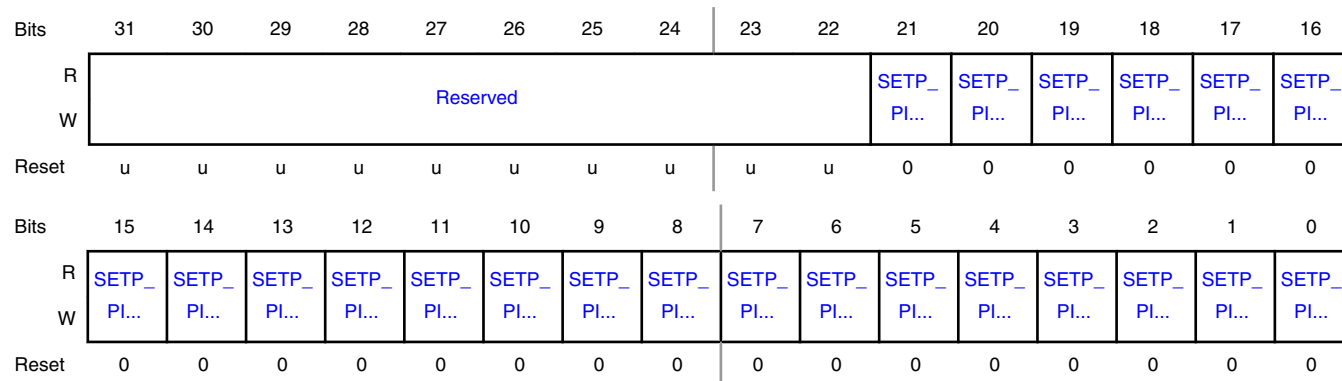 Bits 31 30 29 28 27 26 25 24 23 22 21 20 19 18 17 16
R
W
Reserved
SETP_ SETP_ SETP_ SETP_ SETP_ SETP_
PI... PI... PI... PI... PI... PI...
Reset u u u u u u u u u u 0 0 0 0 0 0
Bits 15 14 13 12 11 10 9 8 7 6 5 4 3 2 1 0
R
W
SETP_ SETP_ SETP_ SETP_ SETP_ SETP_ SETP_ SETP_ SETP_ SETP_ SETP_ SETP_ SETP_ SETP_ SETP_ SETP_
PI... PI... PI... PI... PI... PI... PI... PI... PI... PI... PI... PI... PI... PI... PI... PI...
Reset 0 0 0 0 0 0 0 0 0 0 0 0 0 0 0 0